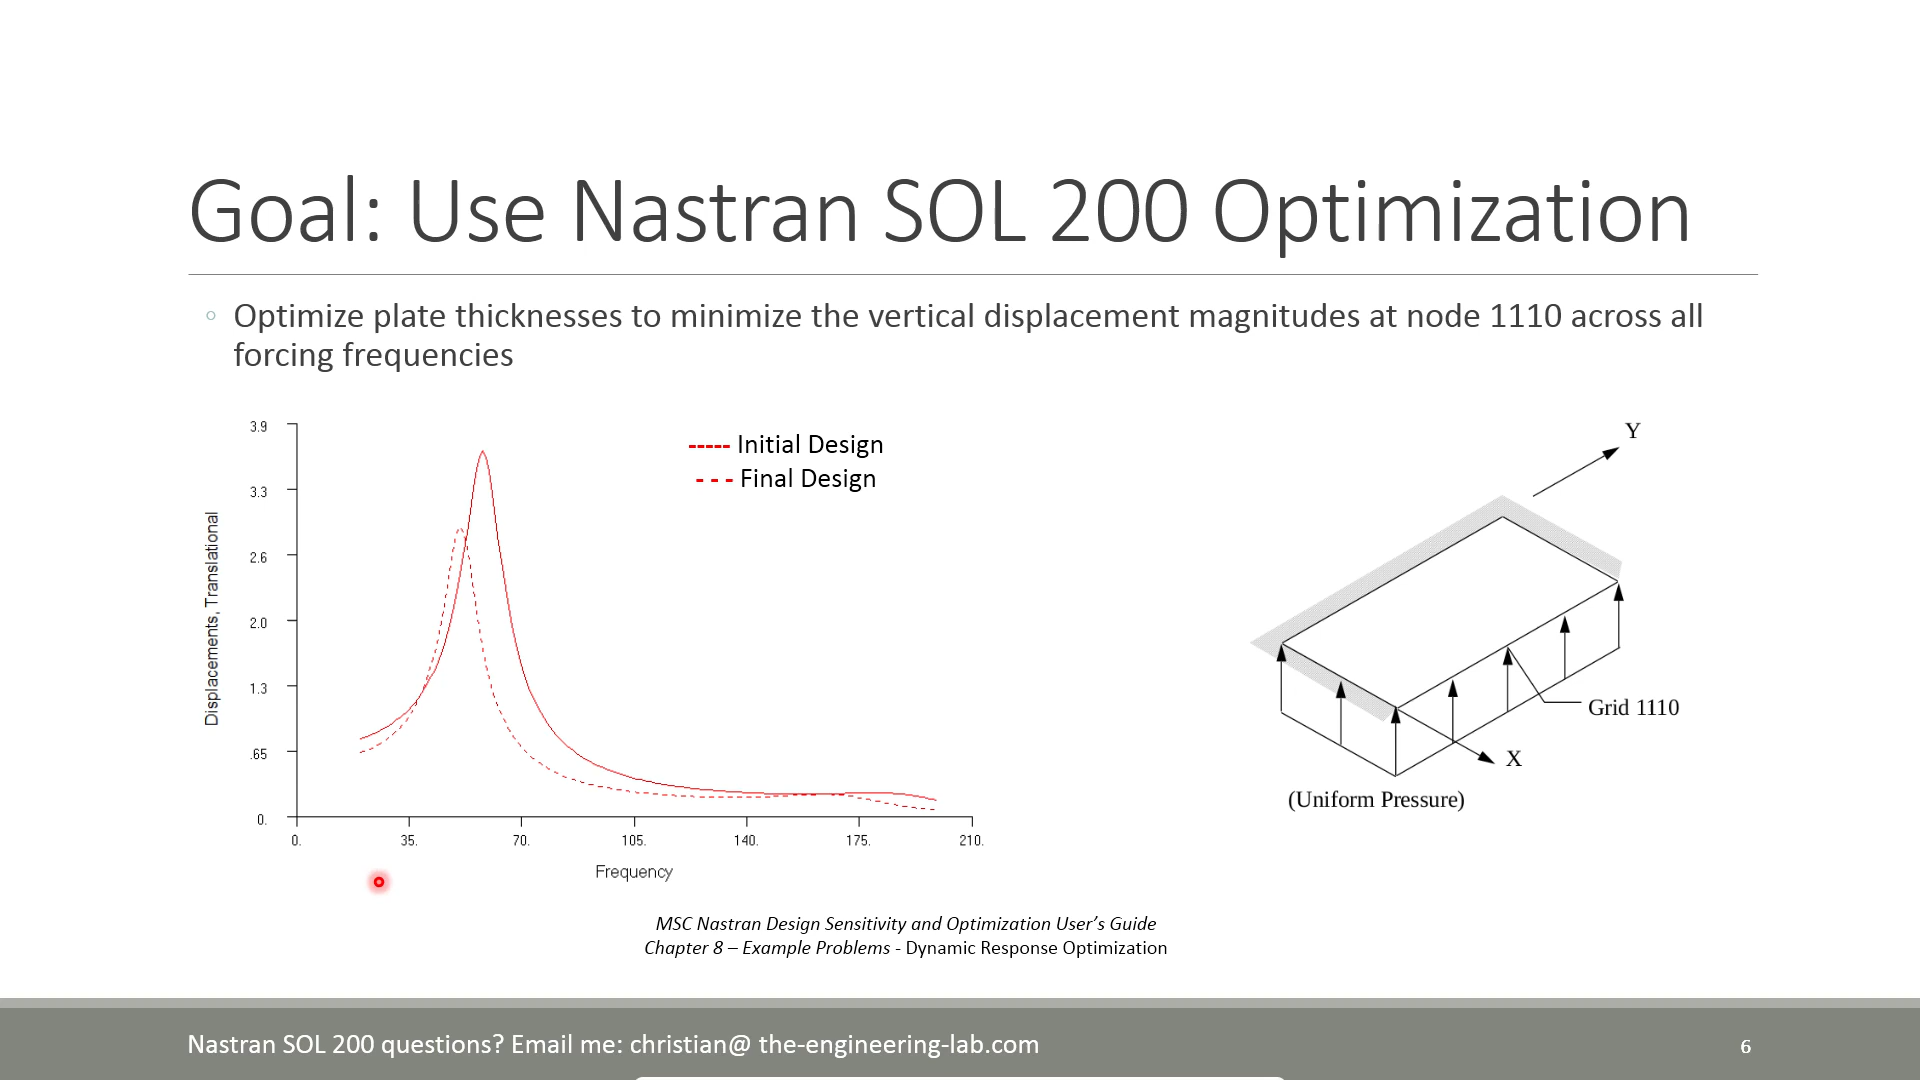 Goal: Use Nastran SOL 200 Optimization
◦ Optimize plate thicknesses to minimize the vertical displacement magnitudes at node 1110 across all
forcing frequencies
----- Initial Design
- - - Final Design
Displacements, Translational
3.9
3.3
2.6
2.0
1.3
.65
0.
0. 35. 70. 105. 140. 175. 210.
Frequency
Y
Grid 1110
X
(Uniform Pressure)
MSC Nastran Design Sensitivity and Optimization User’s Guide
Chapter 8 – Example Problems - Dynamic Response Optimization
Nastran SOL 200 questions? Email me: christian@ the-engineering-lab.com
6